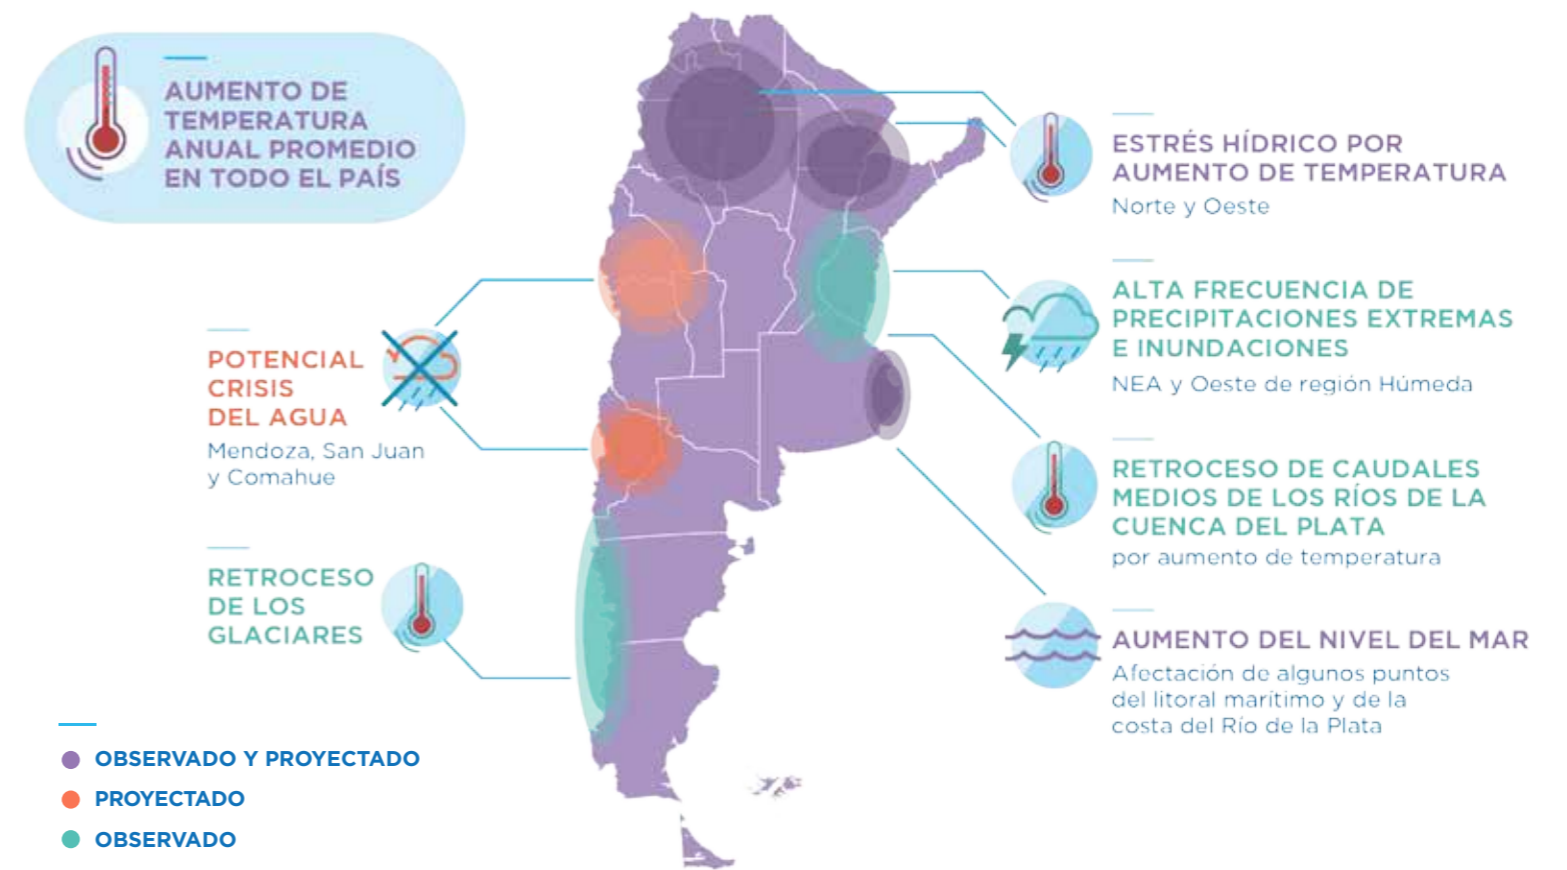 AUMENTO DE
TEMPERATURA
ANUAL PROMEDIO
EN TODO EL PAÍS
POTENCIAL
CRISIS
DEL AGUA
Mendoza, San Juan
y Comahue
RETROCESO
DE LOS
GLACIARES
OBSERVADO Y PROYECTADO
PROYECTADO
OBSERVADO
ESTRÉS HÍDRICO POR
AUMENTO DE TEMPERATURA
Norte y Oeste
ALTA FRECUENCIA DE
PRECIPITACIONES EXTREMAS
E INUNDACIONES
NEA y Oeste de región Húmeda
RETROCESO DE CAUDALES
MEDIOS DE LOS RÍOS DE LA
CUENCA DEL PLATA
por aumento de temperatura
AUMENTO DEL NIVEL DEL MAR
Afectación de algunos puntos
del litoral marítimo y de la
costa del Río de la Plata